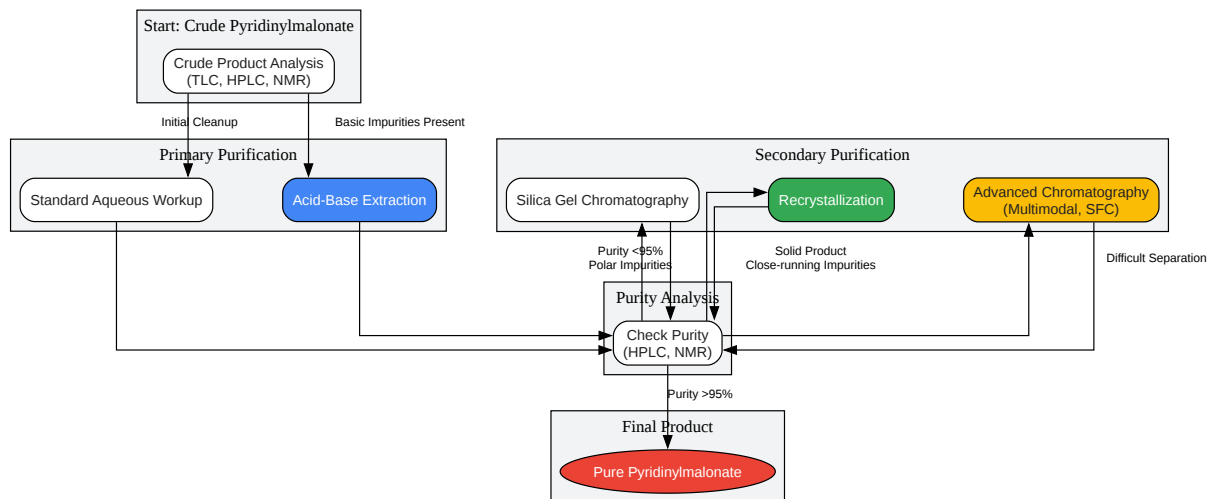 Start: Crude Pyridinylmalonate
Crude Product Analysis
(TLC, HPLC, NMR)
Initial Cleanup
Basic Impurities Present
Primary Purification
Standard Aqueous Workup
Acid-Base Extraction
Secondary Purification
Silica Gel Chromatography
Recrystallization
Advanced Chromatography
(Multimodal, SFC)
Purity <95%
Polar Impurities
Solid Product
Close-running Impurities
Difficult Separation
Purity Analysis
Check Purity
(HPLC, NMR)
Purity >95%
Final Product
Pure Pyridinylmalonate